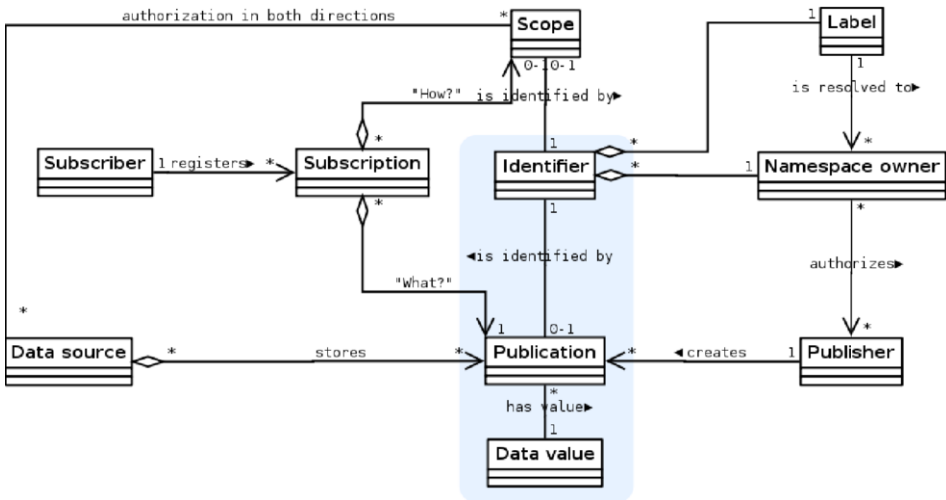 authorization in both directions
*
Scope
1
Label
0-10-1
1
"How?"
is identified by►
is resolved to►
*
1
*
*
Subscriber
1 registers►
*
Subscription
Identifier
*
1
Namespace owner
*
1
*
◄is identified by
authorizes►
"What?"
*
1
0-1
*
Data source
*
stores
*
Publication
*
◄creates
1
Publisher
*
has value►
1
Data value